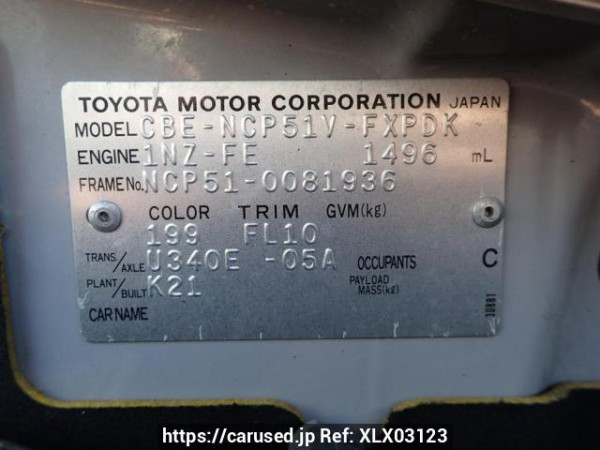 TOYOTA MOTOR CORPORATION JAPAN
MODEL CBE-NCP51V-FXPDK
ENGINE 1NZ-FE 1496 mL
FRAME No. NCP51-0081936
COLOR TRIM GVM(kg)
199 FL10
TRANS./AXLE U340E -05A OCCUPANTS C
PLANT/BUILT K21 PAYLOAD MASS(kg)
CAR NAME
30881
https://carused.jp Ref: XLX03123